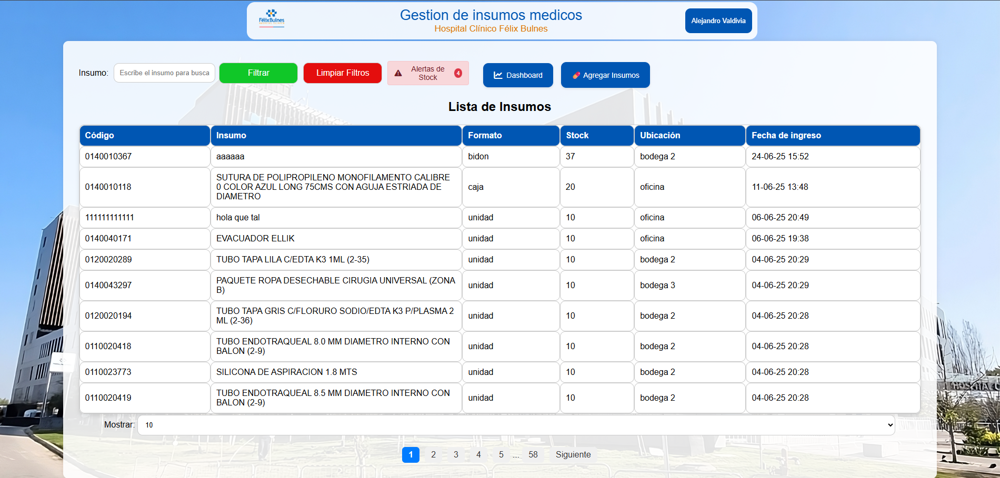 FélixBulnes
HOSPITAL CLÍNICO
Gestion de insumos medicos
Hospital Clínico Félix Bulnes
Alejandro Valdivia
Insumo:
Escribe el insumo para busca
Filtrar
Limpiar Filtros
Alertas de
Stock
4
Dashboard
Agregar Insumos
Lista de Insumos
Código Insumo Formato Stock Ubicación Fecha de ingreso
0140010367 aaaaaa bidon 37 bodega 2 24-06-25 15:52
SUTURA DE POLIPROPILENO MONOFILAMENTO CALIBRE
0140010118 0 COLOR AZUL LONG 75CMS CON AGUJA ESTRIADA DE caja 20 oficina 11-06-25 13:48
DIAMETRO
111111111111 hola que tal unidad 10 oficina 06-06-25 20:49
0140040171 EVACUADOR ELLIK unidad 10 oficina 06-06-25 19:38
0120020289 TUBO TAPA LILA C/EDTA K3 1ML (2-35) unidad 10 bodega 2 04-06-25 20:29
0140043297 PAQUETE ROPA DESECHABLE CIRUGIA UNIVERSAL (ZONA
B) unidad 10 bodega 3 04-06-25 20:29
0120020194 TUBO TAPA GRIS C/FLORURO SODIO/EDTA K3 P/PLASMA 2
ML (2-36) unidad 10 bodega 2 04-06-25 20:28
0110020418 TUBO ENDOTRAQUEAL 8.0 MM DIAMETRO INTERNO CON
BALON (2-9) unidad 10 bodega 2 04-06-25 20:28
0110023773 SILICONA DE ASPIRACION 1.8 MTS unidad 10 bodega 2 04-06-25 20:28
0110020419 TUBO ENDOTRAQUEAL 8.5 MM DIAMETRO INTERNO CON
BALON (2-9) unidad 10 bodega 2 04-06-25 20:28
Mostrar: 10
1 2 3 4 5 ... 58 Siguiente